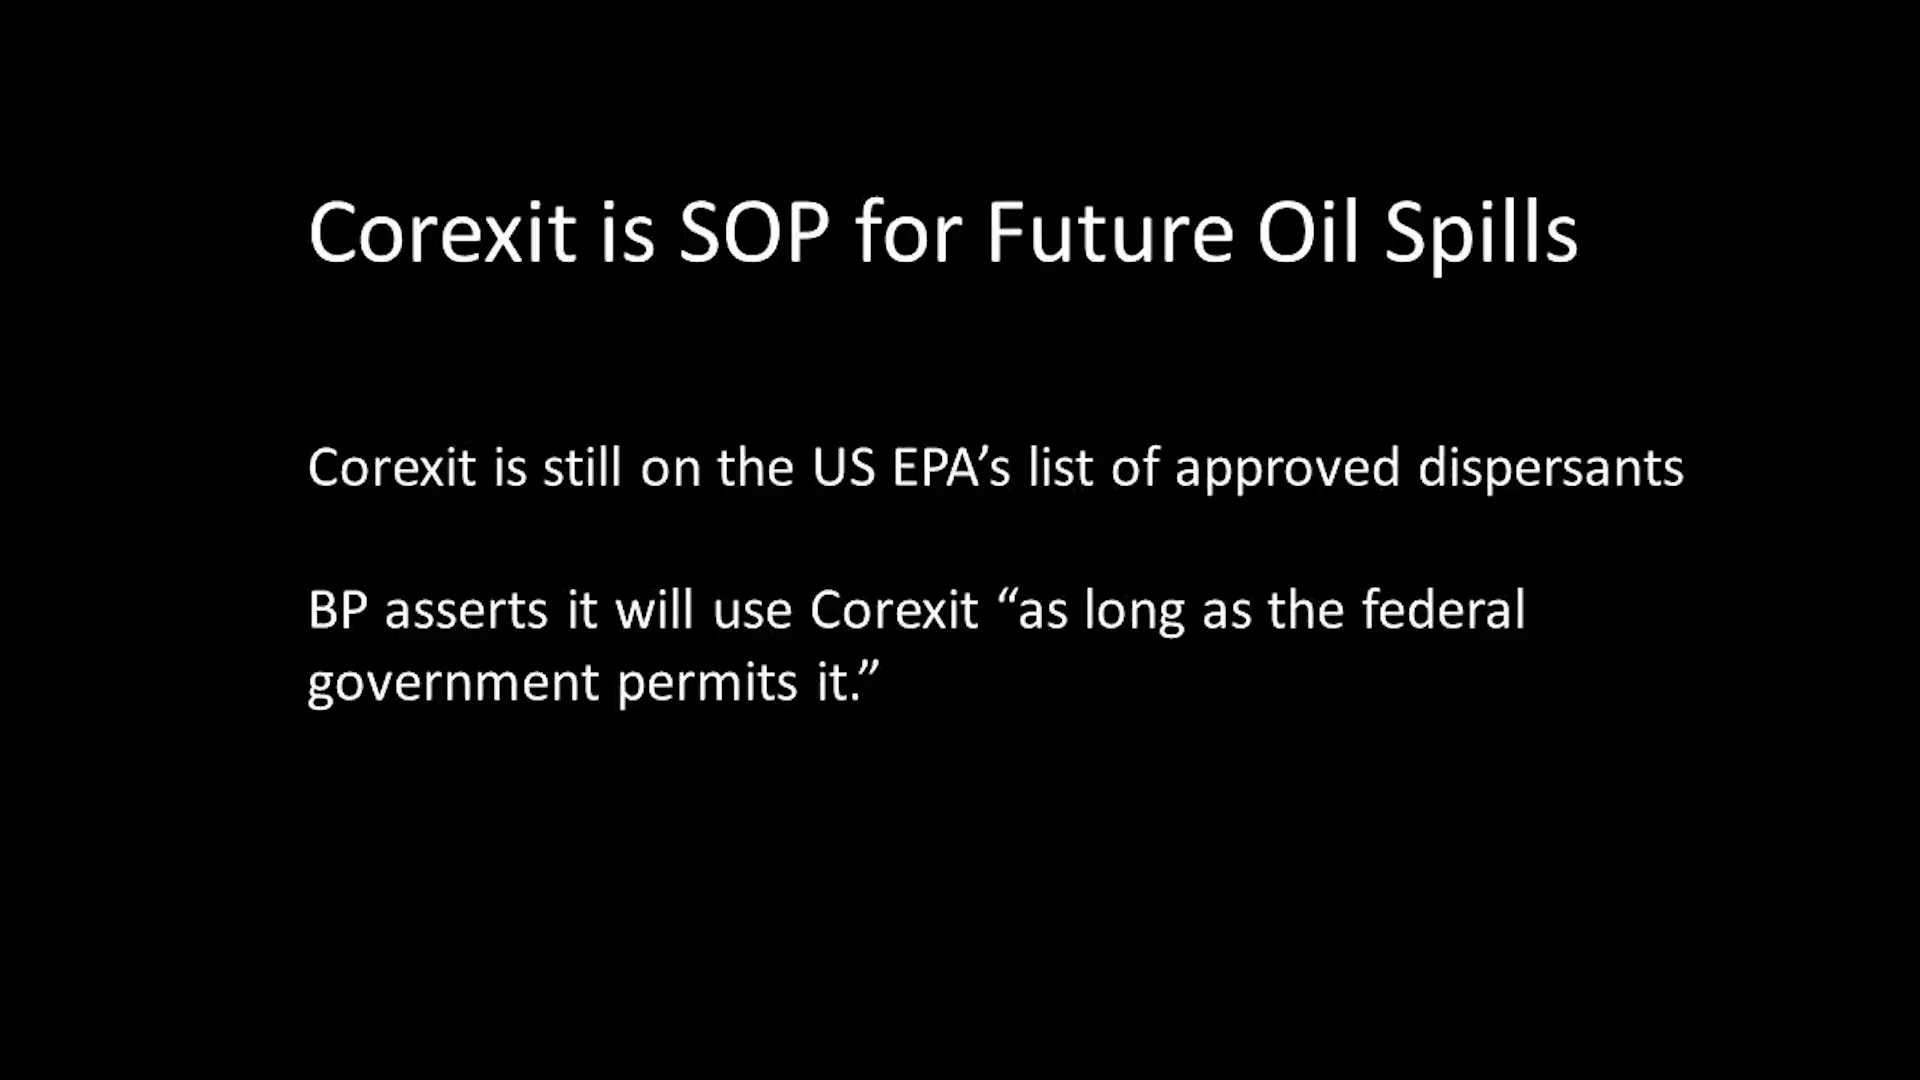 Corexit is SOP for Future Oil Spills
Corexit is still on the US EPA’s list of approved dispersants
BP asserts it will use Corexit “as long as the federal
government permits it.”